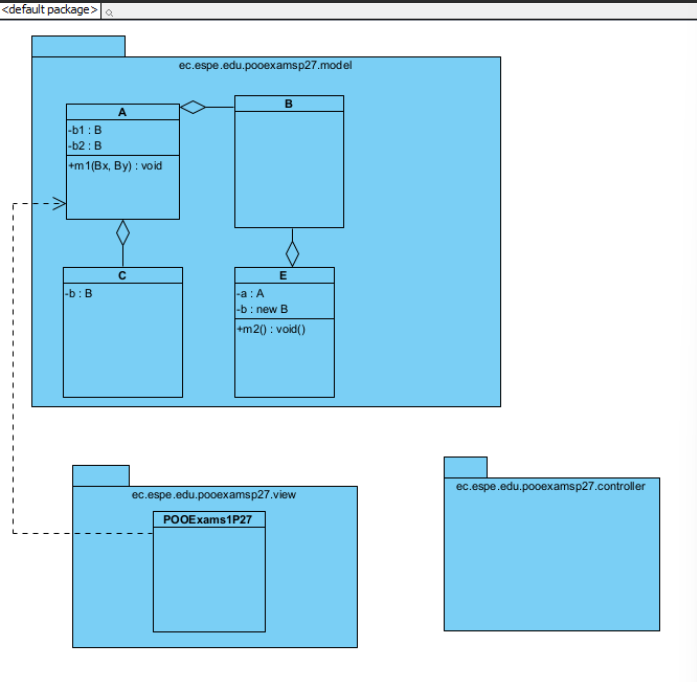 <default package>
ec.espe.edu.pooexamsp27.model
A
-b1 : B
-b2 : B
+m1(Bx, By) : void
B
C
-b : B
E
-a : A
-b : new B
+m2() : void()
ec.espe.edu.pooexamsp27.view
POOExams1P27
ec.espe.edu.pooexamsp27.controller